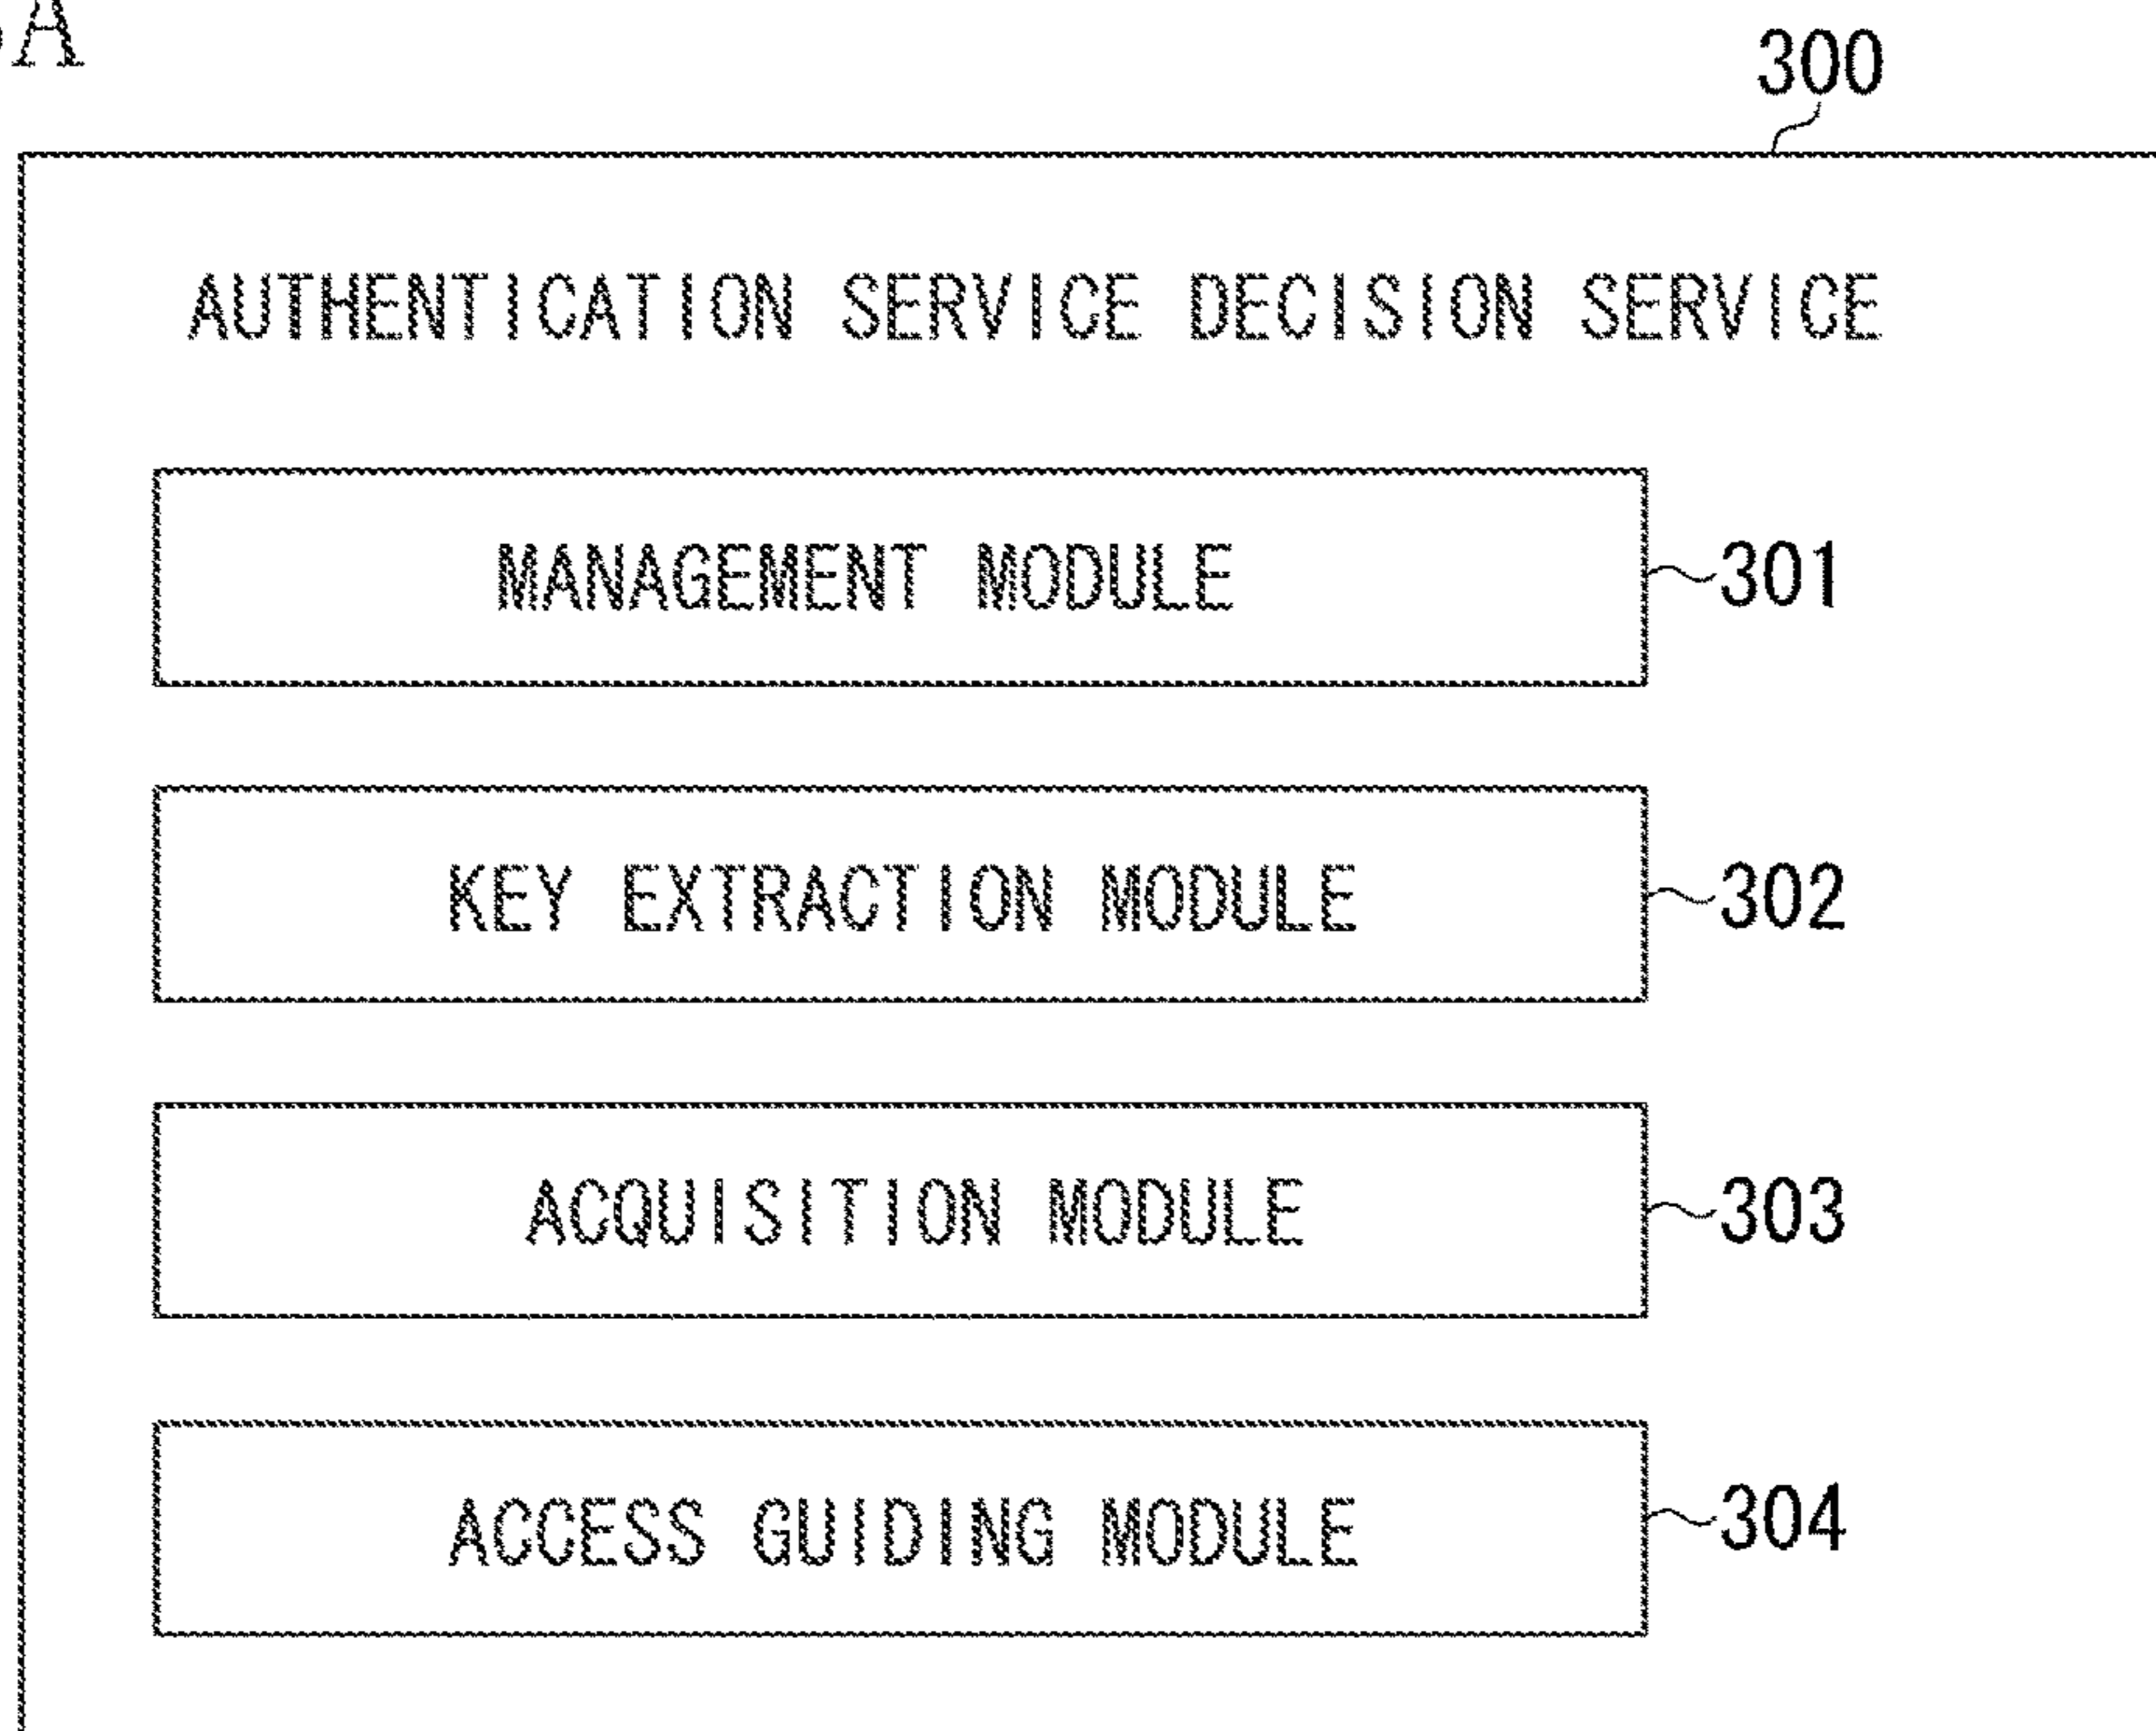 A
300
AUTHENTICATION SERVICE DECISION SERVICE
MANAGEMENT MODULE 301
KEY EXTRACTION MODULE 302
ACQUISITION MODULE 303
ACCESS GUIDING MODULE 304